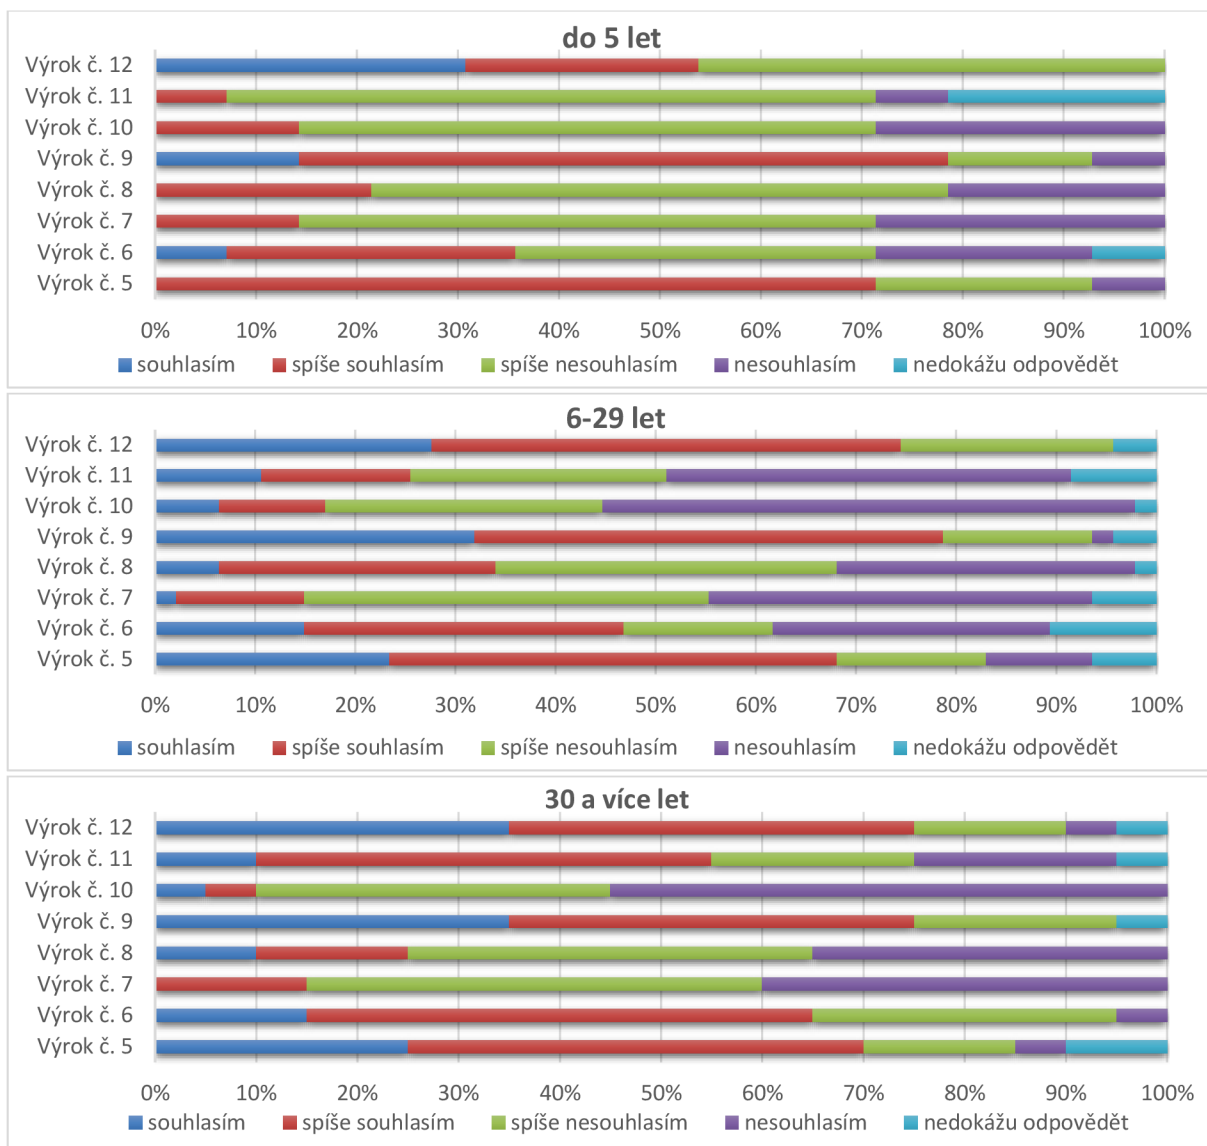 do 5 let
Výrok č. 12
Výrok č. 11
Výrok č. 10
Výrok č. 9
Výrok č. 8
Výrok č. 7
Výrok č. 6
Výrok č. 5
0% 10% 20% 30% 40% 50% 60% 70% 80% 90% 100%
souhlasím spíše souhlasím spíše nesouhlasím nesouhlasím nedokážu odpovědět
6-29 let
Výrok č. 12
Výrok č. 11
Výrok č. 10
Výrok č. 9
Výrok č. 8
Výrok č. 7
Výrok č. 6
Výrok č. 5
0% 10% 20% 30% 40% 50% 60% 70% 80% 90% 100%
souhlasím spíše souhlasím spíše nesouhlasím nesouhlasím nedokážu odpovědět
30 a více let
Výrok č. 12
Výrok č. 11
Výrok č. 10
Výrok č. 9
Výrok č. 8
Výrok č. 7
Výrok č. 6
Výrok č. 5
0% 10% 20% 30% 40% 50% 60% 70% 80% 90% 100%
souhlasím spíše souhlasím spíše nesouhlasím nesouhlasím nedokážu odpovědět